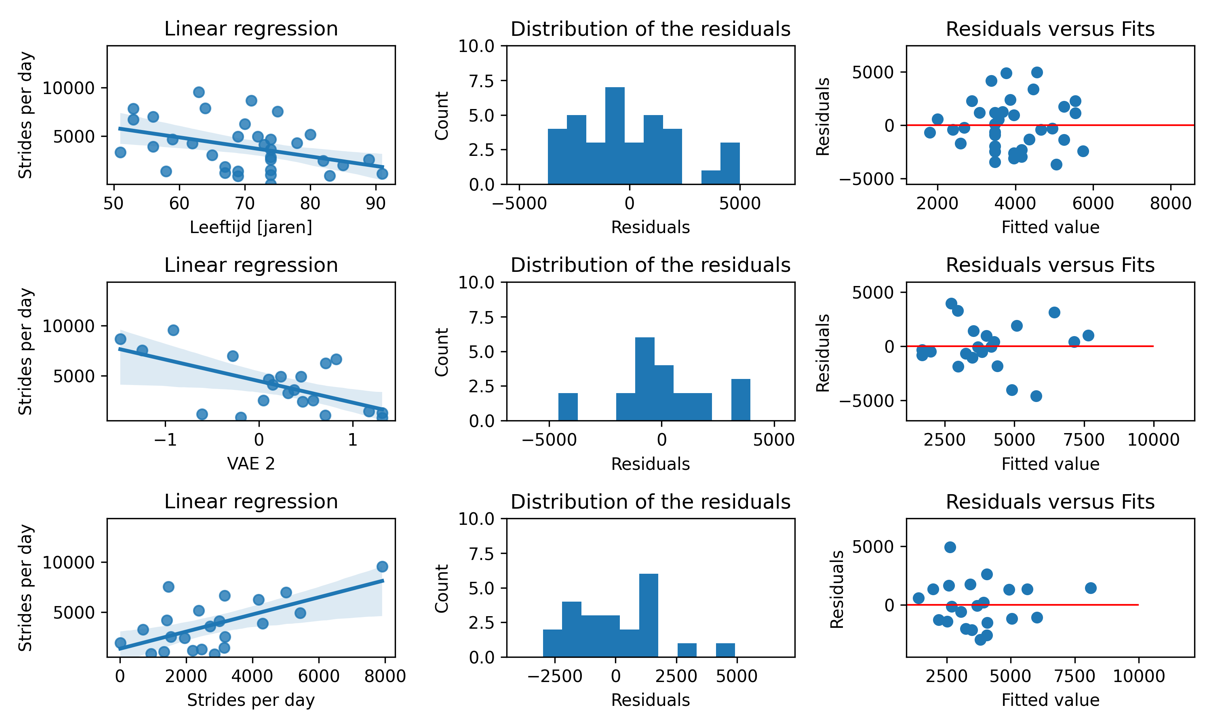 Linear regression
Distribution of the residuals
Residuals versus Fits
Strides per day
10000
5000
50
60
70
80
90
Leeftijd [jaren]
Count
10.0
7.5
5.0
2.5
0.0
−5000
0
5000
Residuals
Residuals
5000
0
−5000
2000
4000
6000
8000
Fitted value
Linear regression
Distribution of the residuals
Residuals versus Fits
Strides per day
10000
5000
−1
0
1
VAE 2
Count
10.0
7.5
5.0
2.5
0.0
−5000
0
5000
Residuals
Residuals
5000
0
−5000
2500
5000
7500
10000
Fitted value
Linear regression
Distribution of the residuals
Residuals versus Fits
Strides per day
10000
5000
0
2000
4000
6000
8000
Strides per day
Count
10.0
7.5
5.0
2.5
0.0
−2500
0
2500
5000
Residuals
Residuals
5000
0
2500
5000
7500
10000
Fitted value